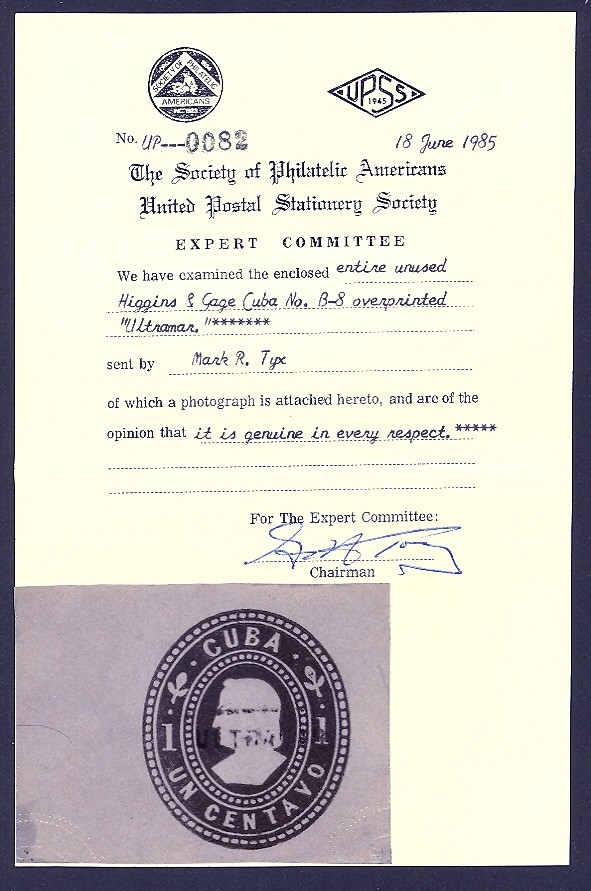 SOCIETY OF PHILATELIC
AMERICANS
UPSS
1945
No. UP---0082
18 June 1985
The Society of Philatelic Americans
United Postal Stationery Society
EXPERT COMMITTEE
We have examined the enclosed entire unused
Higgins & Gage Cuba No. B-8 overprinted
"Ultramar."*******
sent by Mark R. Tyx
of which a photograph is attached hereto, and are of the
opinion that it is genuine in every respect. *****
For The Expert Committee:
Chairman
CUBA
1 1
UN CENTAVO